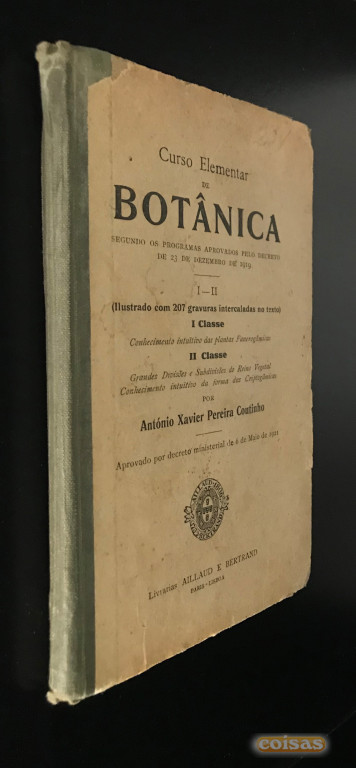 Curso Elementar
DE
BOTÂNICA
SEGUNDO OS PROGRAMAS APROVADOS PELO DECRETO
DE 23 DE DEZEMBRO DE 1919
I—II
(Ilustrado com 207 gravuras intercaladas no texto)
I Classe
Conhecimento intuitivo das plantas Fanerogâmicas
II Classe
Grandes Divisões e Subdivisões do Reino Vegetal
Conhecimento intuitivo da forma das Criptogâmicas
POR
António Xavier Pereira Coutinho
Aprovado por decreto ministerial de 6 de Maio de 1911
Livrarias AILLAUD E BERTRAND
PARIS-LISBOA
coisas